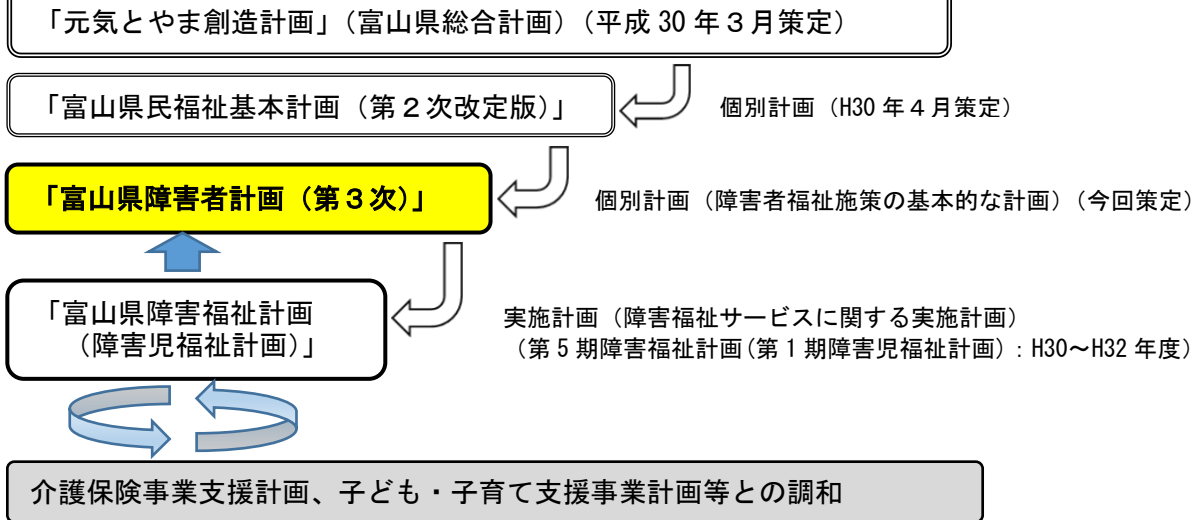 「元気とやま創造計画」（富山県総合計画）（平成 30 年３月策定）
「富山県民福祉基本計画（第２次改定版）」
個別計画（H30 年４月策定）
「富山県障害者計画（第３次）」
個別計画（障害者福祉施策の基本的な計画）（今回策定）
「富山県障害福祉計画
（障害児福祉計画）」
実施計画（障害福祉サービスに関する実施計画）
（第５期障害福祉計画(第１期障害児福祉計画）：H30～H32 年度）
介護保険事業支援計画、子ども・子育て支援事業計画等との調和